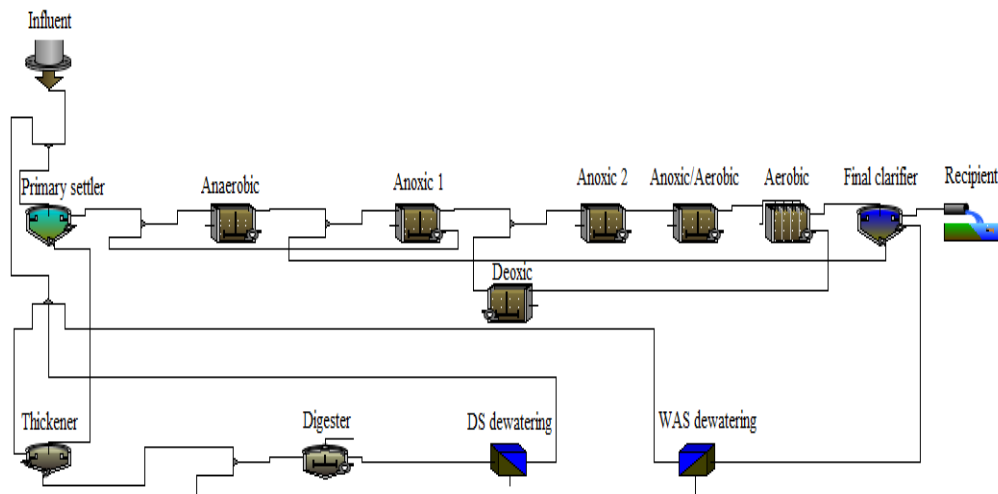 Influent
Primary settler
Anaerobic
Anoxic 1
Anoxic 2
Anoxic/Aerobic
Aerobic
Final clarifier
Recipient
Deoxic
Thickener
Digester
DS dewatering
WAS dewatering